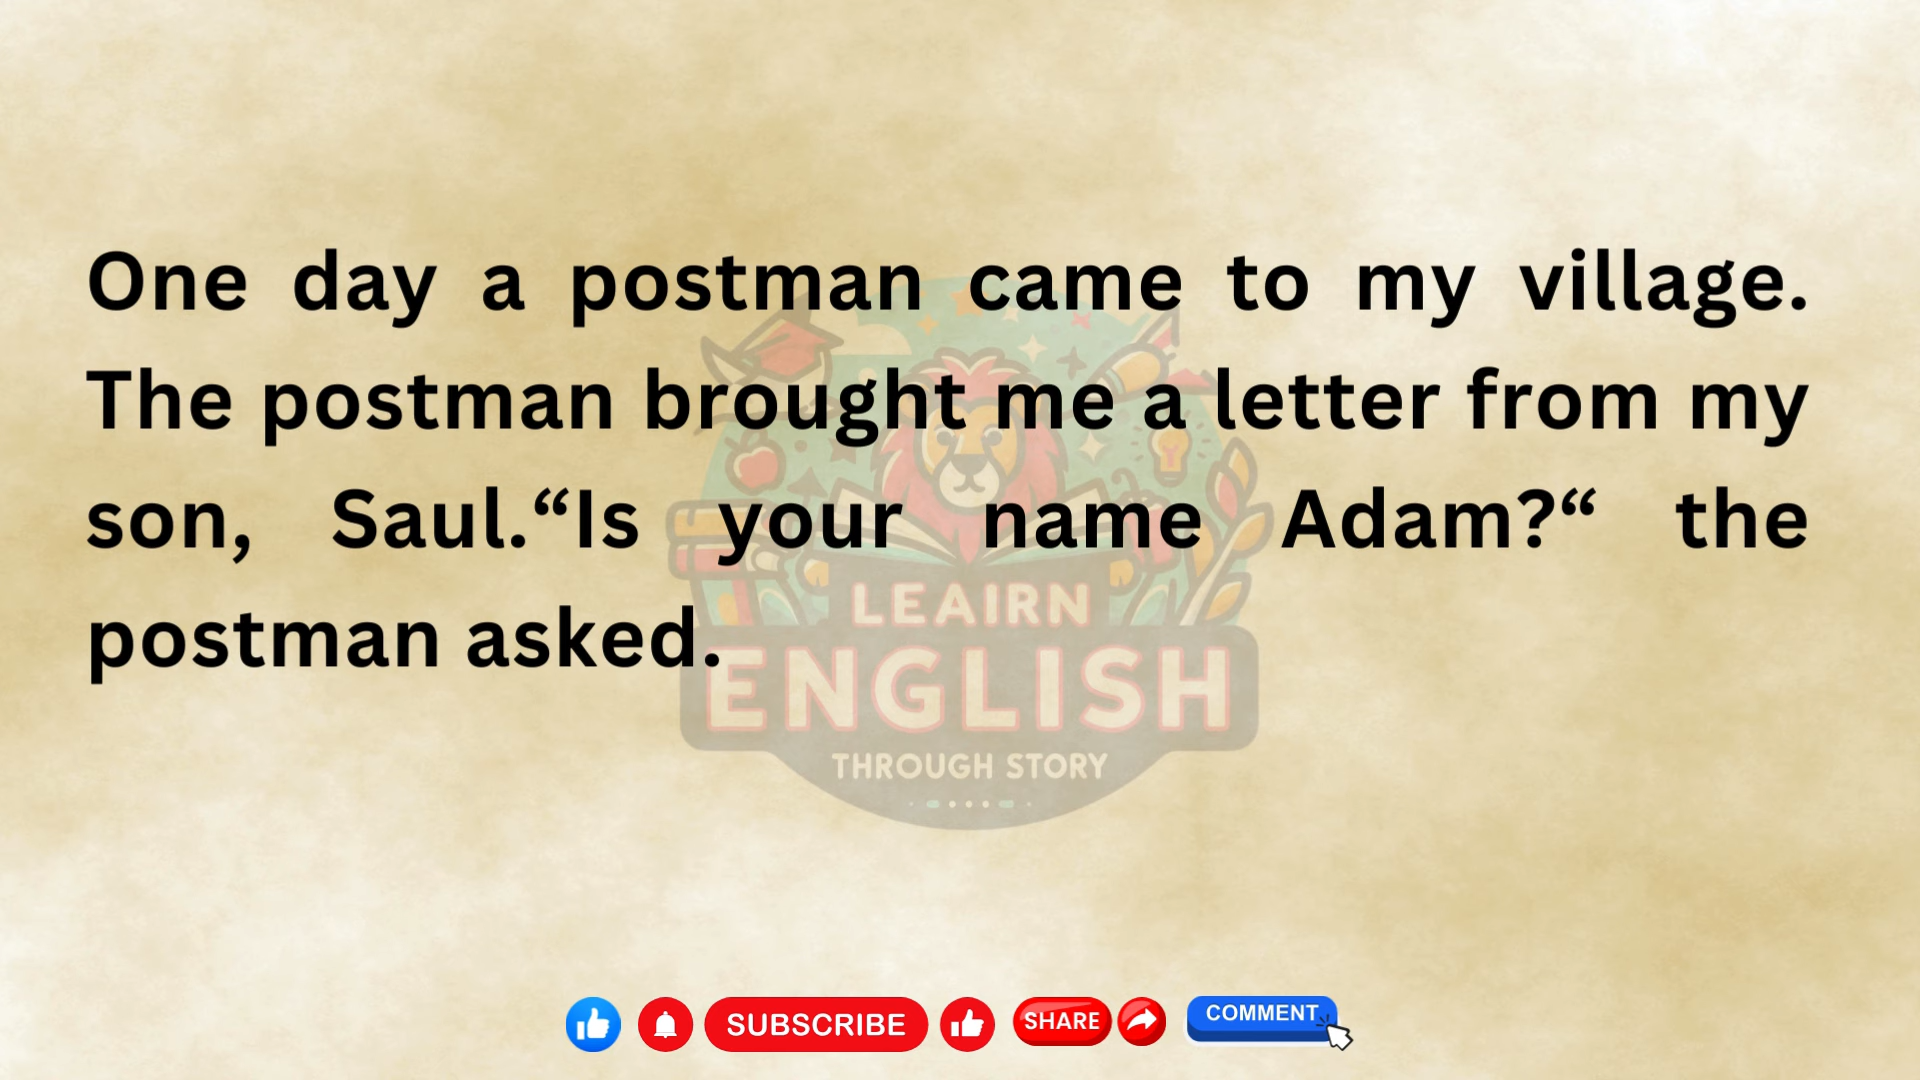 One day a postman came to my village.
The postman brought me a letter from my
son, Saul.“Is your name Adam?“ the
postman asked.
LEAIRN
ENGLISH
THROUGH STORY
SUBSCRIBE
SHARE
COMMENT